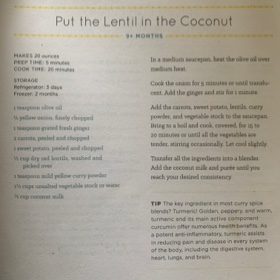 Put the Lentil in the Coconut
9+ MONTHS
MAKES 20 ounces
PREP TIME: 5 minutes
COOK TIME: 20 minutes
STORAGE
Refrigerator: 3 days
Freezer: 2 months
1 teaspoon olive oil
½ yellow onion, finely chopped
1 teaspoon grated fresh ginger
2 carrots, peeled and chopped
1 sweet potato, peeled and chopped
½ cup dry red lentils, washed and
picked over
1 teaspoon mild yellow curry powder
1½ cups unsalted vegetable stock or water
½ cup coconut milk
In a medium saucepan, heat the olive oil over
medium heat.
Cook the onion for 5 minutes or until translu-
cent. Add the ginger and stir for 1 minute.
Add the carrots, sweet potato, lentils, curry
powder, and vegetable stock to the saucepan.
Bring to a boil and cook, covered, for 15 to
20 minutes or until all the vegetables are
tender, stirring occasionally. Let cool slightly.
Transfer all the ingredients into a blender.
Add the coconut milk and purée until you
reach your desired consistency.
TIP The key ingredient in most curry spice
blends? Turmeric! Golden, peppery, and warm,
turmeric and its main active component
curcumin offer numerous health benefits. As
a potent anti-inflammatory, turmeric assists
in reducing pain and disease in every system
of the body, including the digestive system,
heart, lungs, and brain.